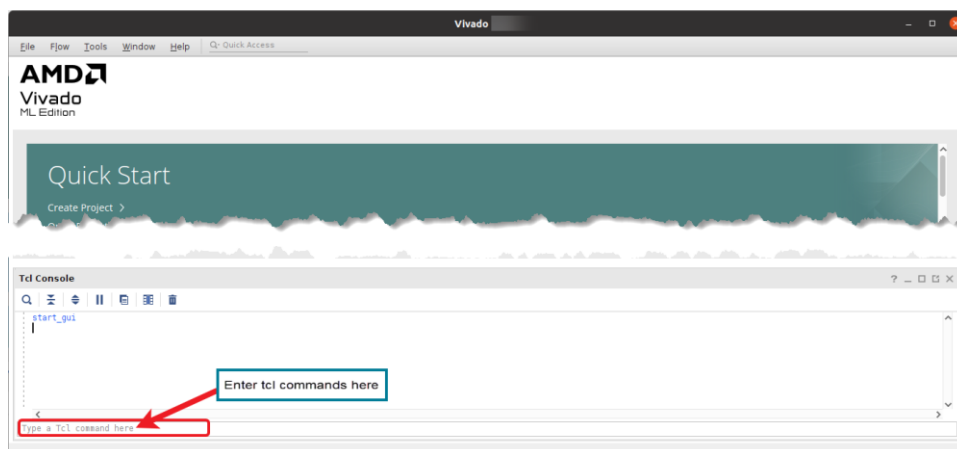 Vivado
File Flow Tools Window Help Quick Access
AMD
Vivado
ML Edition
Quick Start
Create Project >
Tcl Console
start_gui
Enter tcl commands here
Type a Tcl command here